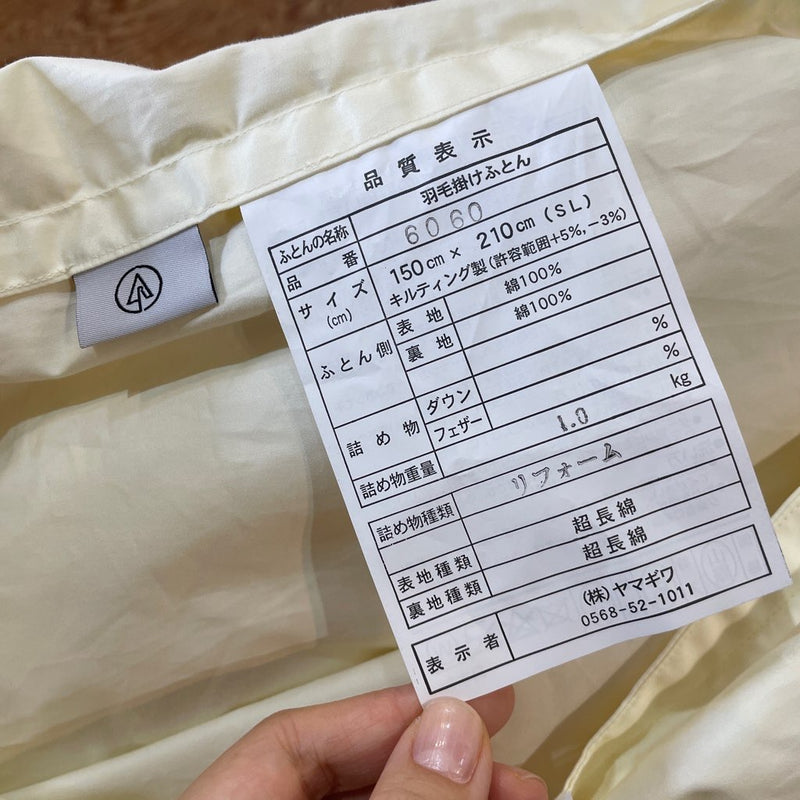 品質表示
ふとんの名称 羽毛掛けふとん
品番 6060
サイズ(cm) 150cm × 210cm (SL)
キルティング製(許容範囲+5%,−3%)
ふとん側 表地 綿100%
裏地 綿100%
詰め物 ダウン %
フェザー %
詰め物重量 1.0 kg
詰め物種類 リフォーム
表地種類 超長綿
裏地種類 超長綿
表示者 (株)ヤマギワ
0568-52-1011